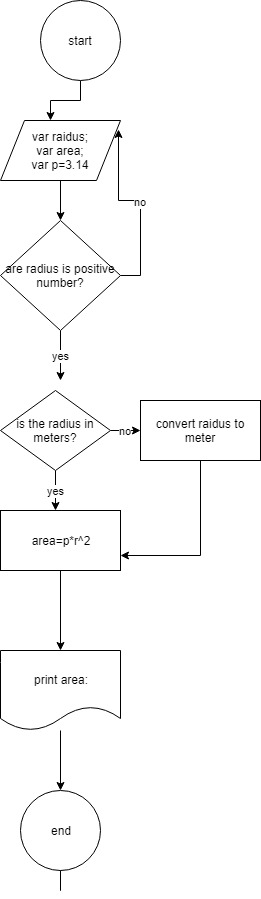 start
var raidus;
var area;
var p=3.14
no
are radius is positive
number?
yes
is the radius in
meters?
no
convert raidus to
meter
yes
area=p*r^2
print area:
end